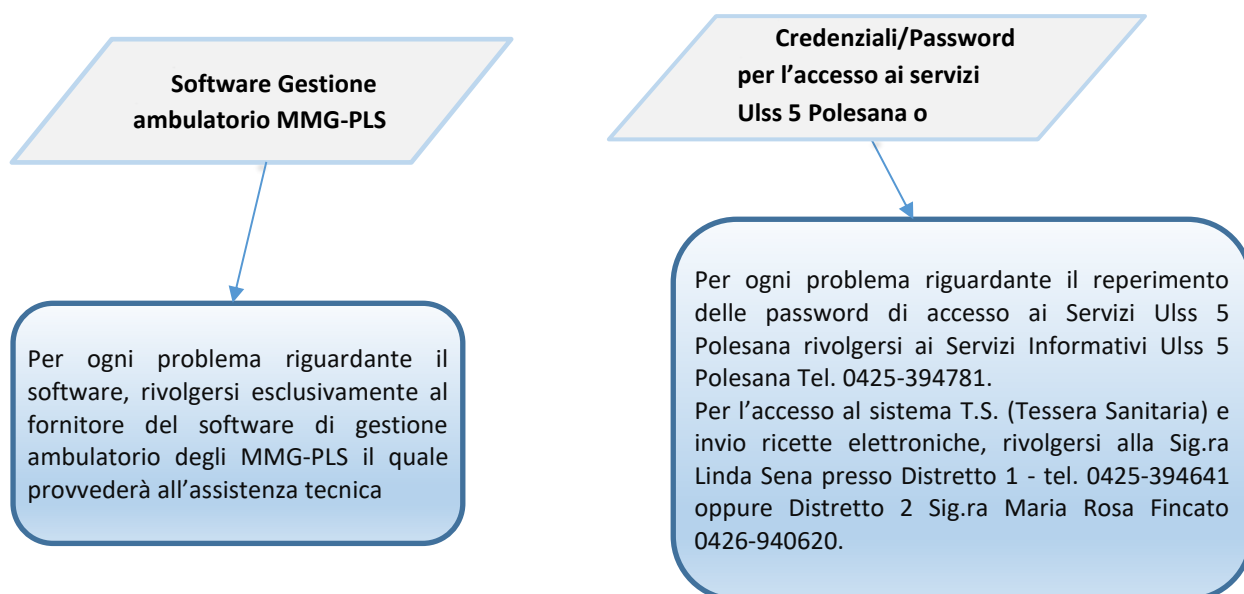 Software Gestione
ambulatorio MMG-PLS
Credenziali/Password
per l’accesso ai servizi
Ulss 5 Polesana o
Per ogni problema riguardante il
software, rivolgersi esclusivamente al
fornitore del software di gestione
ambulatorio degli MMG-PLS il quale
provvederà all’assistenza tecnica
Per ogni problema riguardante il reperimento
delle password di accesso ai Servizi Ulss 5
Polesana rivolgersi ai Servizi Informativi Ulss 5
Polesana Tel. 0425-394781.
Per l’accesso al sistema T.S. (Tessera Sanitaria) e
invio ricette elettroniche, rivolgersi alla Sig.ra
Linda Sena presso Distretto 1 - tel. 0425-394641
oppure Distretto 2 Sig.ra Maria Rosa Fincato
0426-940620.